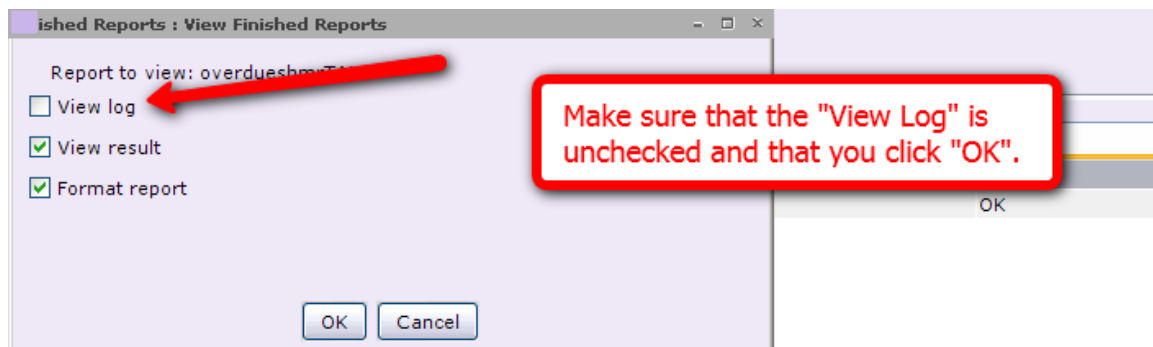 ished Reports : View Finished Reports
Report to view:
View log
View result
Format report
OK Cancel
Make sure that the "View Log" is
unchecked and that you click "OK".
OK